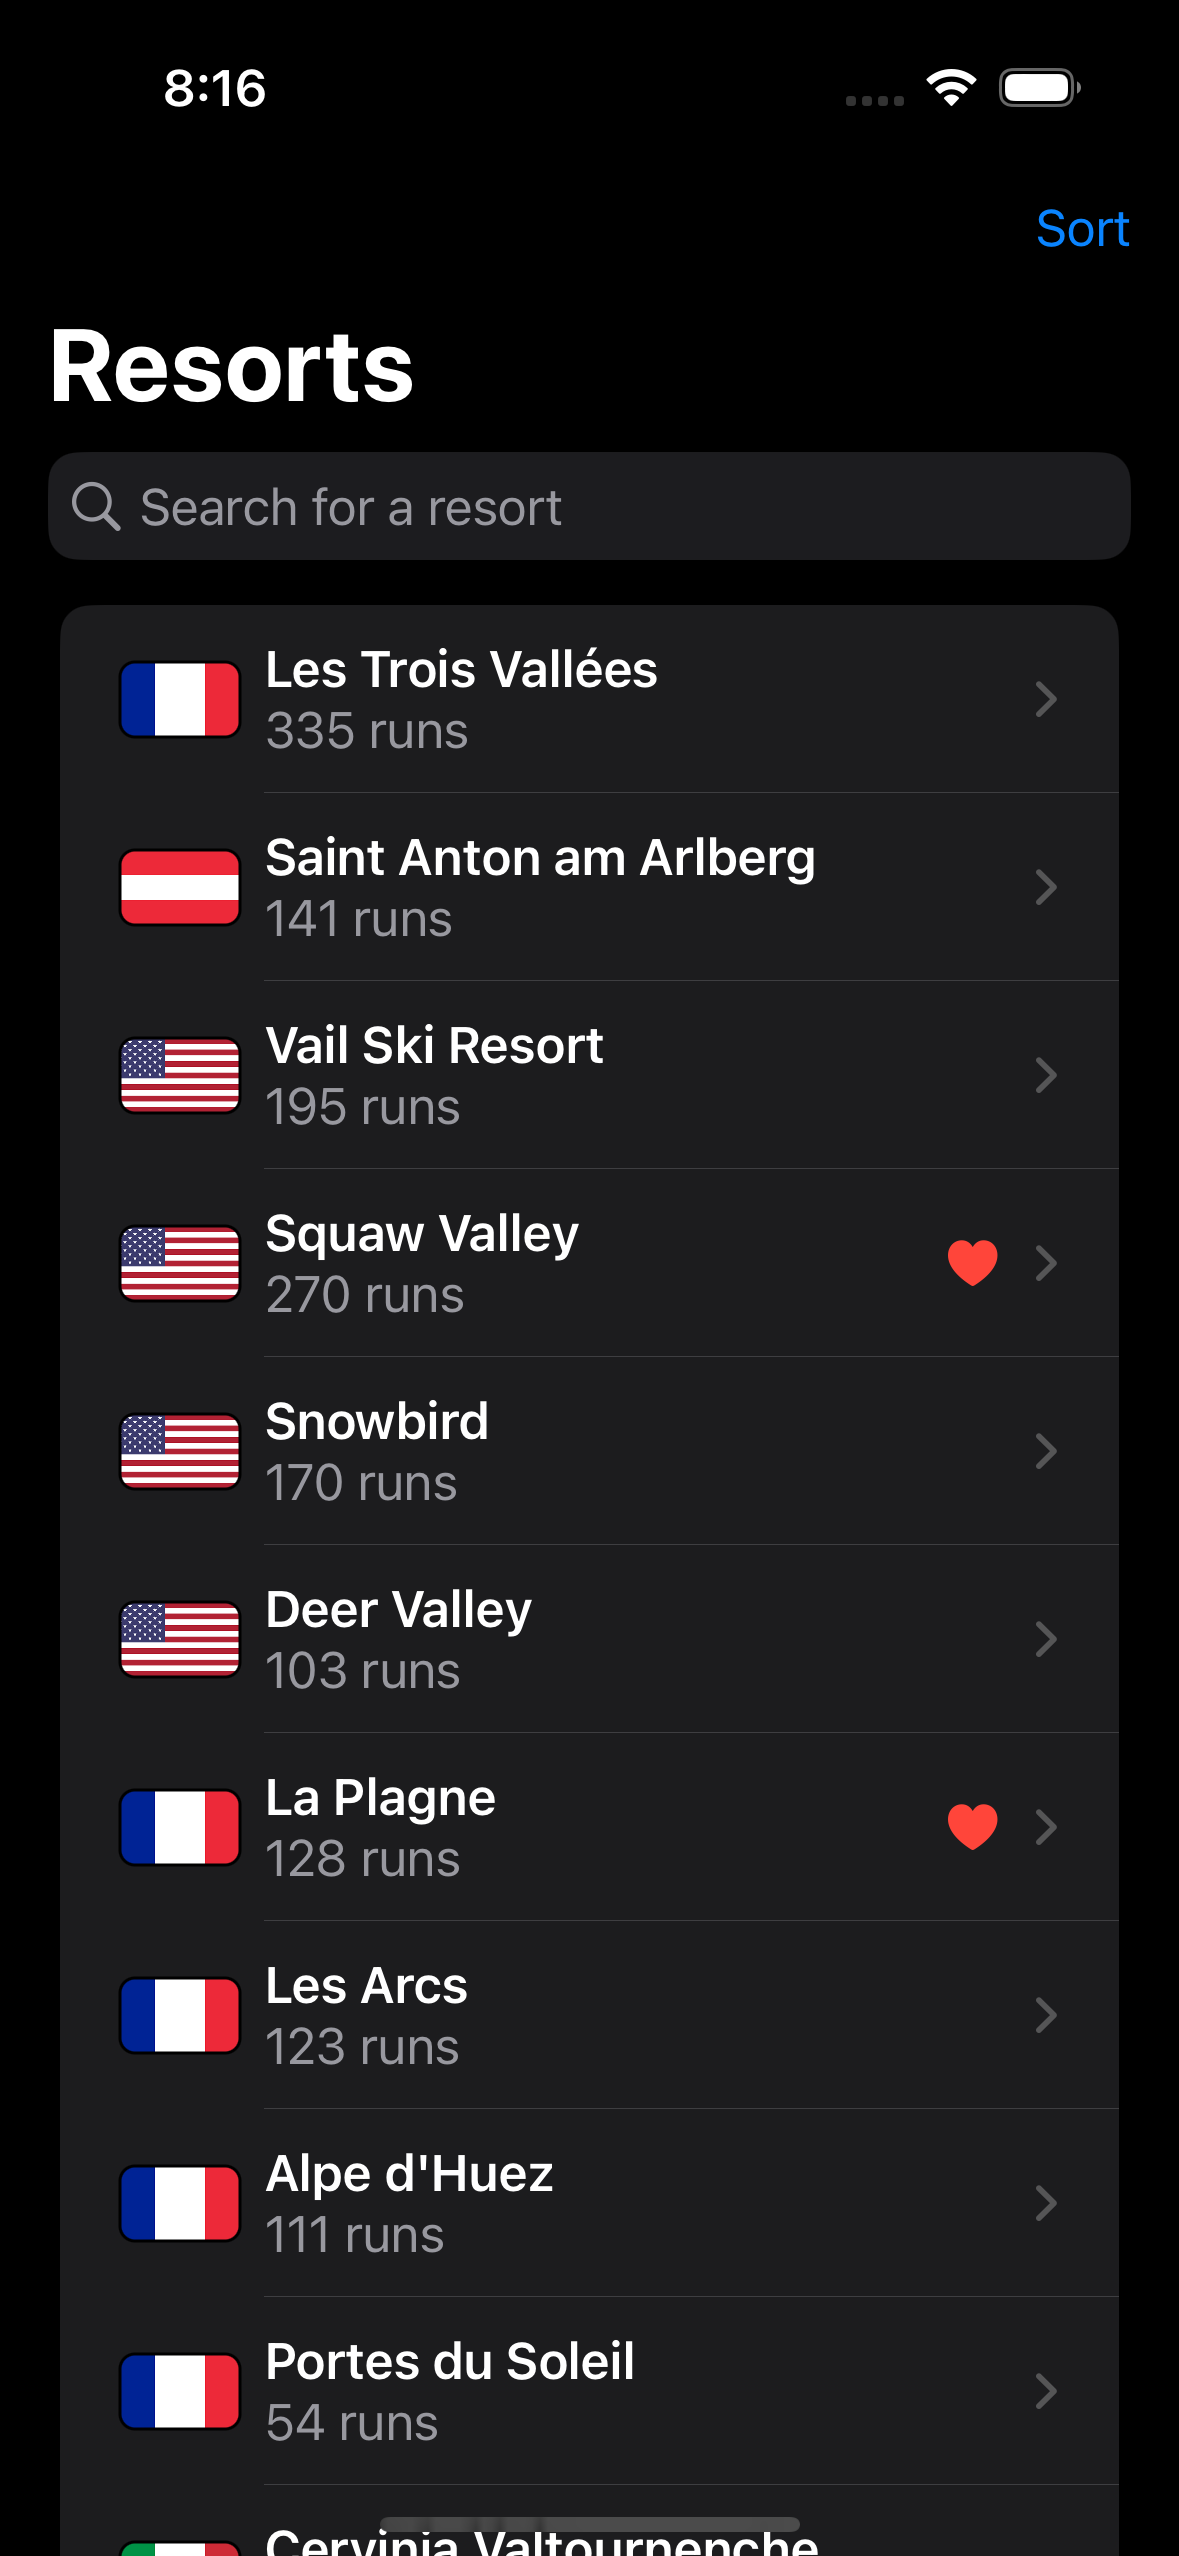 8:16
Sort
Resorts
Search for a resort
Les Trois Vallées
335 runs
Saint Anton am Arlberg
141 runs
Vail Ski Resort
195 runs
Squaw Valley
270 runs
Snowbird
170 runs
Deer Valley
103 runs
La Plagne
128 runs
Les Arcs
123 runs
Alpe d'Huez
111 runs
Portes du Soleil
54 runs
Cervinia Valtournenche